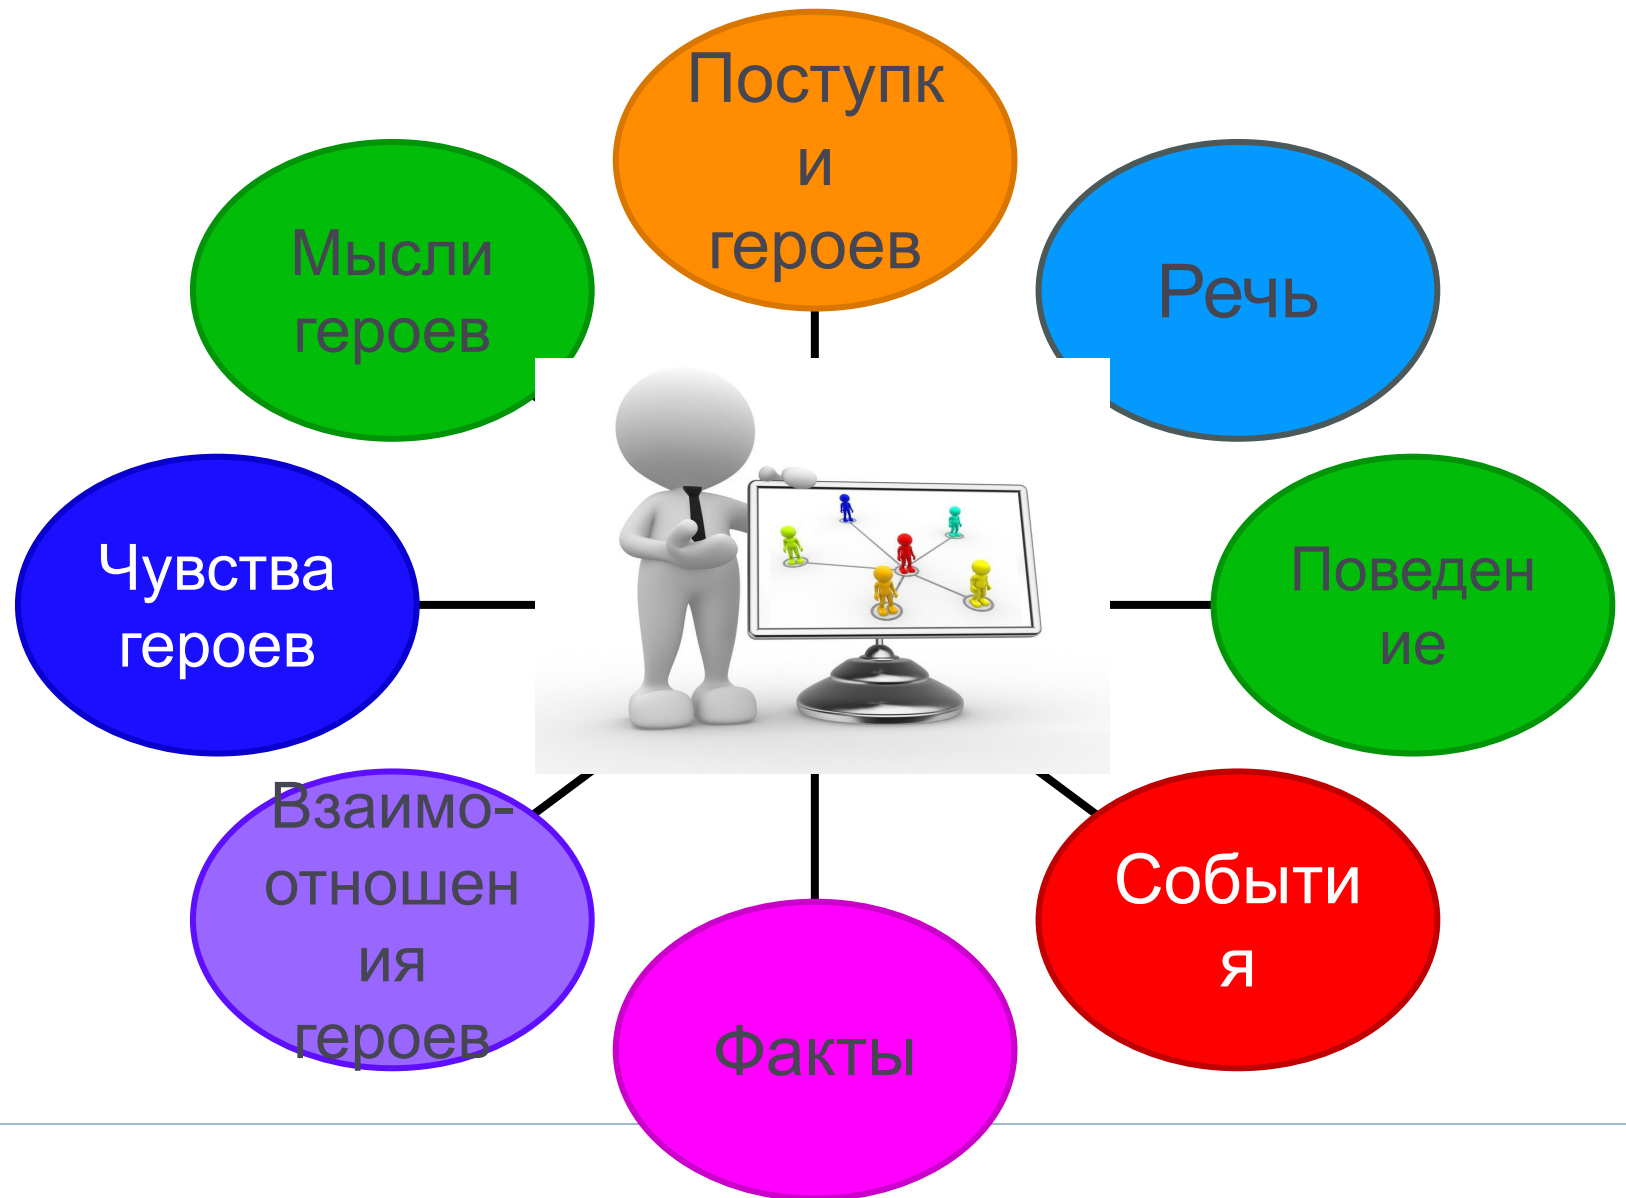 Поступк
и
героев
Мысли
героев
Речь
Чувства
героев
Поведен
ие
Взаимо-
отношен
ия
героев
Событи
я
Факты